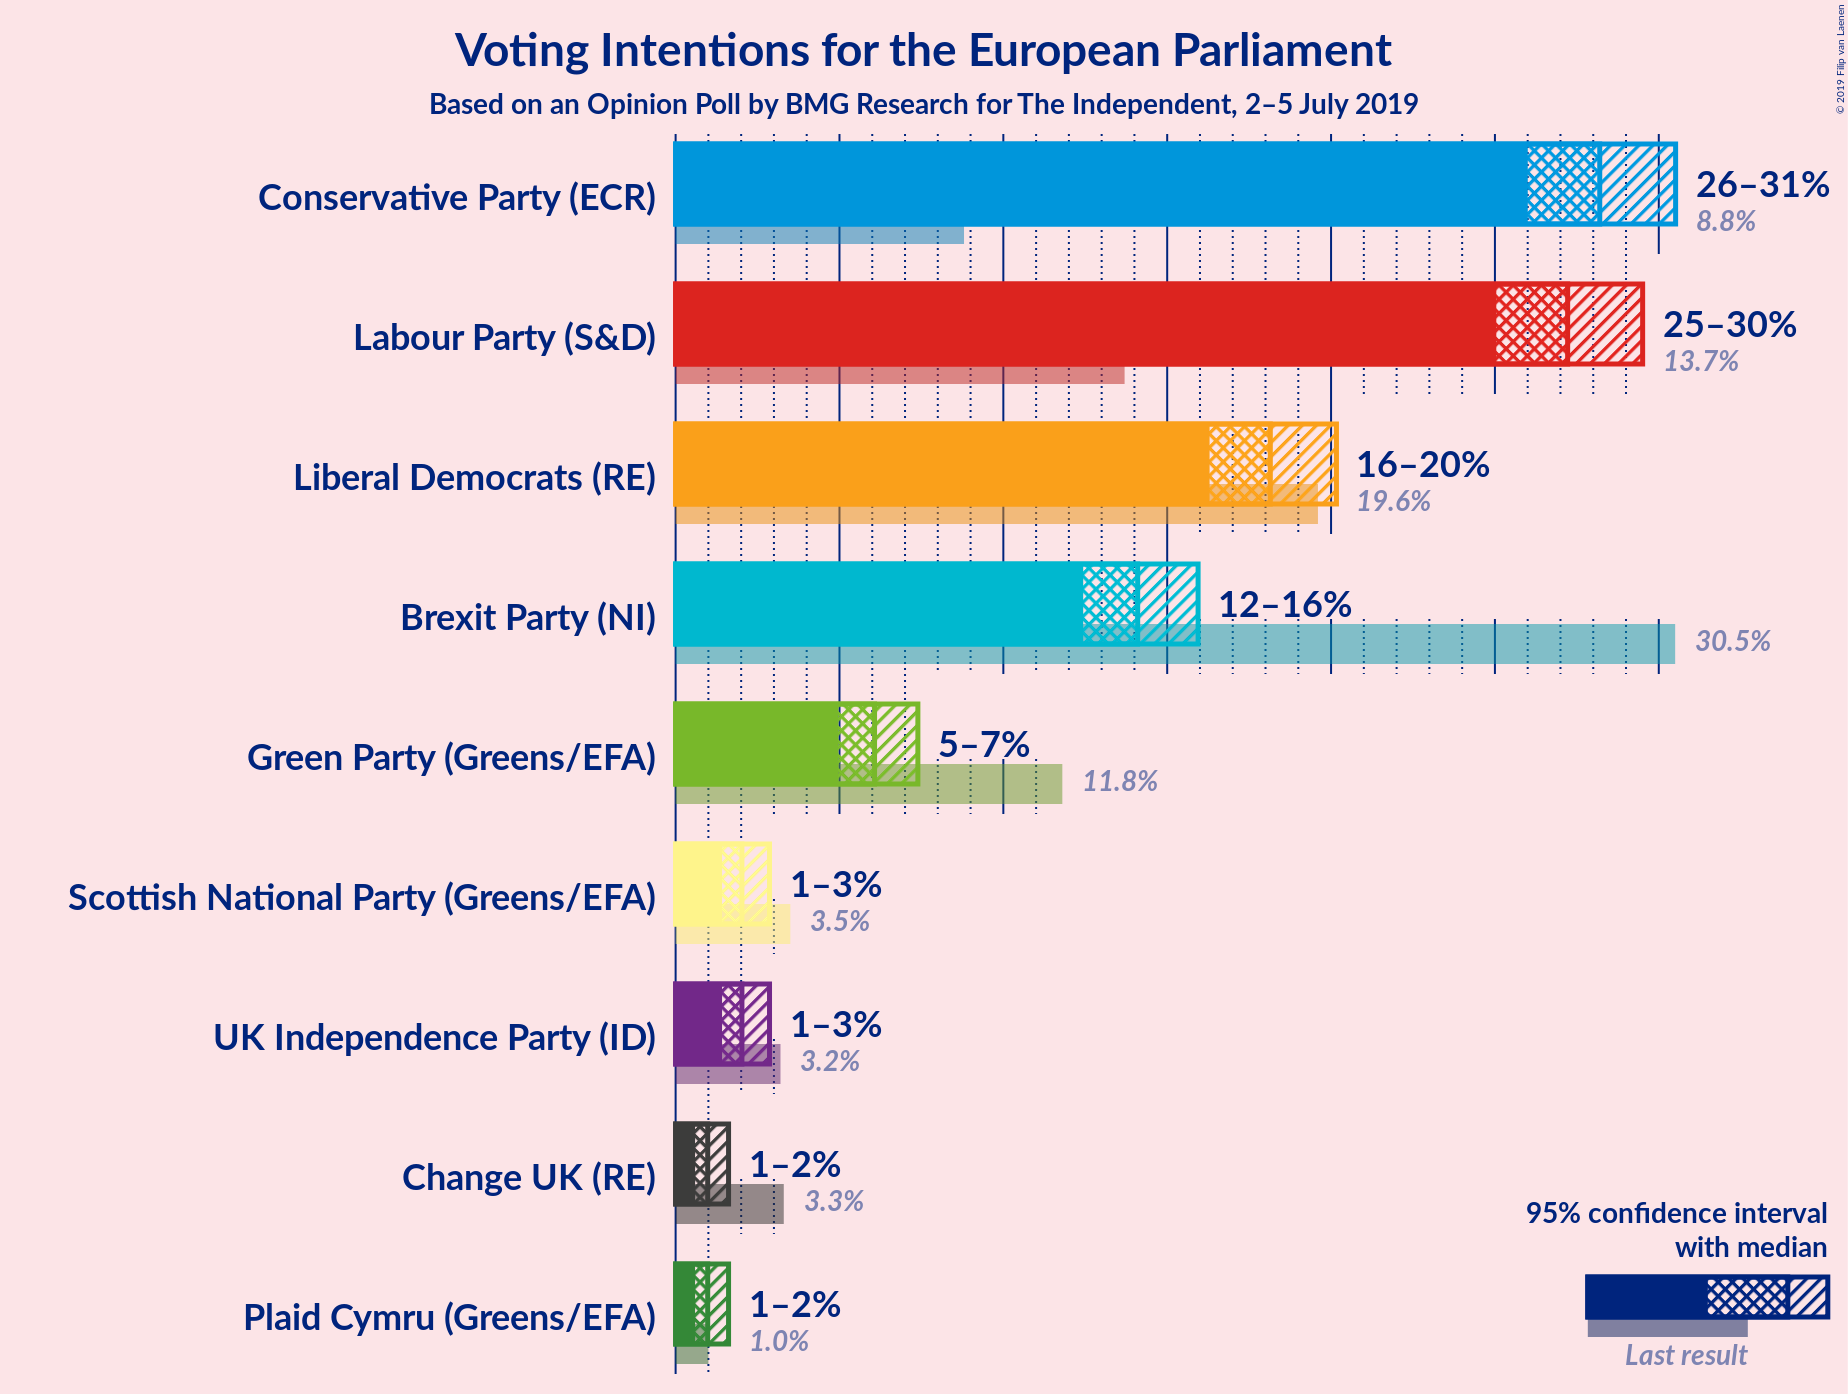 Voting Intentions for the European Parliament
Based on an Opinion Poll by BMG Research for The Independent, 2–5 July 2019
© 2019 Filip van Laenen
Conservative Party (ECR)
26–31%
8.8%
Labour Party (S&D)
25–30%
13.7%
Liberal Democrats (RE)
16–20%
19.6%
Brexit Party (NI)
12–16%
30.5%
Green Party (Greens/EFA)
5–7%
11.8%
Scottish National Party (Greens/EFA)
1–3%
3.5%
UK Independence Party (ID)
1–3%
3.2%
Change UK (RE)
1–2%
3.3%
Plaid Cymru (Greens/EFA)
1–2%
1.0%
95% confidence interval
with median
Last result